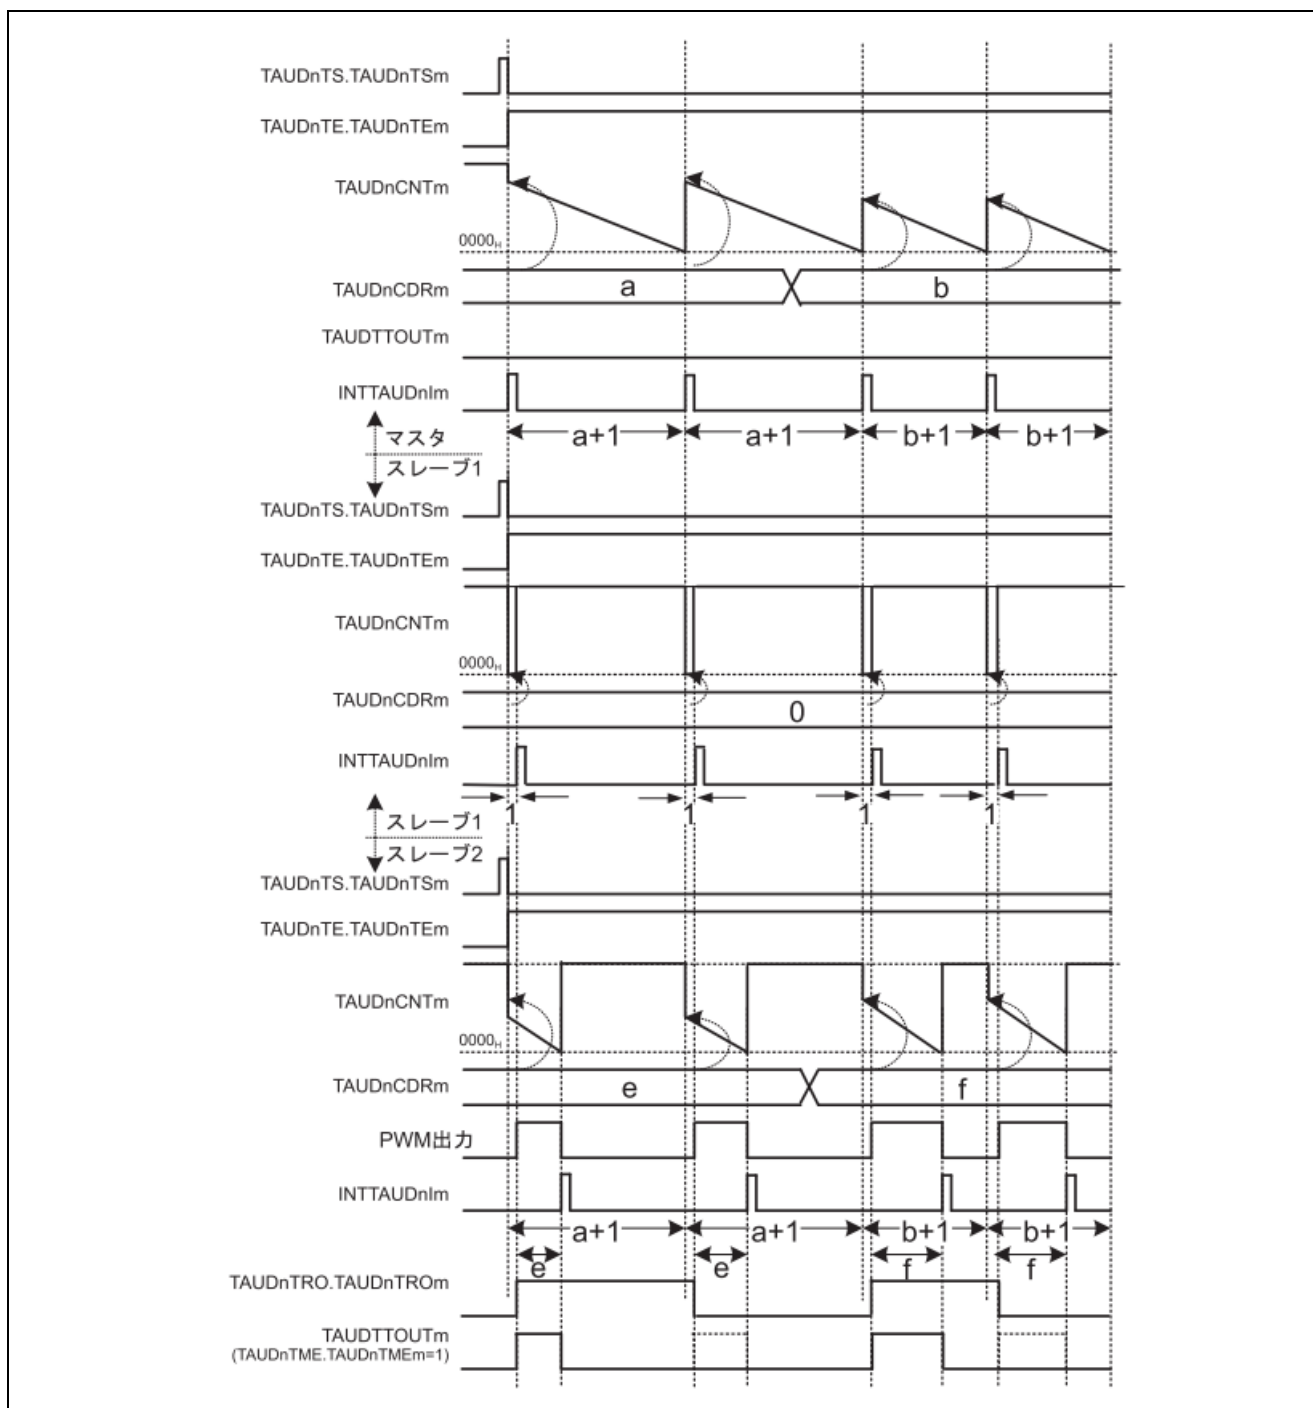 TAUDnTS.TAUDnTSm
TAUDnTE.TAUDnTEm
TAUDnCNTm
0000H
TAUDnCDRm a b
TAUDTTOUTm
INTTAUDnIm
a+1 a+1 b+1 b+1
マスタ
スレーブ1
TAUDnTS.TAUDnTSm
TAUDnTE.TAUDnTEm
TAUDnCNTm
0000H
TAUDnCDRm 0
INTTAUDnIm
1 1 1 1
スレーブ1
スレーブ2
TAUDnTS.TAUDnTSm
TAUDnTE.TAUDnTEm
TAUDnCNTm
0000H
TAUDnCDRm e f
PWM出力
INTTAUDnIm
a+1 a+1 b+1 b+1
e e f f
TAUDnTRO.TAUDnTROm
TAUDTTOUTm
(TAUDnTME.TAUDnTMEm=1)